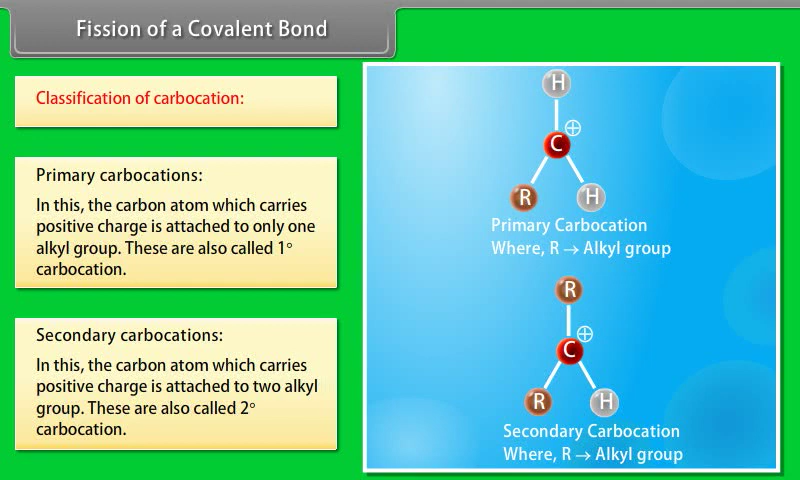 Fission of a Covalent Bond
Classification of carbocation:
Primary carbocations:
In this, the carbon atom which carries
positive charge is attached to only one
alkyl group. These are also called 1°
carbocation.
Secondary carbocations:
In this, the carbon atom which carries
positive charge is attached to two alkyl
group. These are also called 2°
carbocation.
H
C ⊕
R H
Primary Carbocation
Where, R → Alkyl group
R
C ⊕
R H
Secondary Carbocation
Where, R → Alkyl group